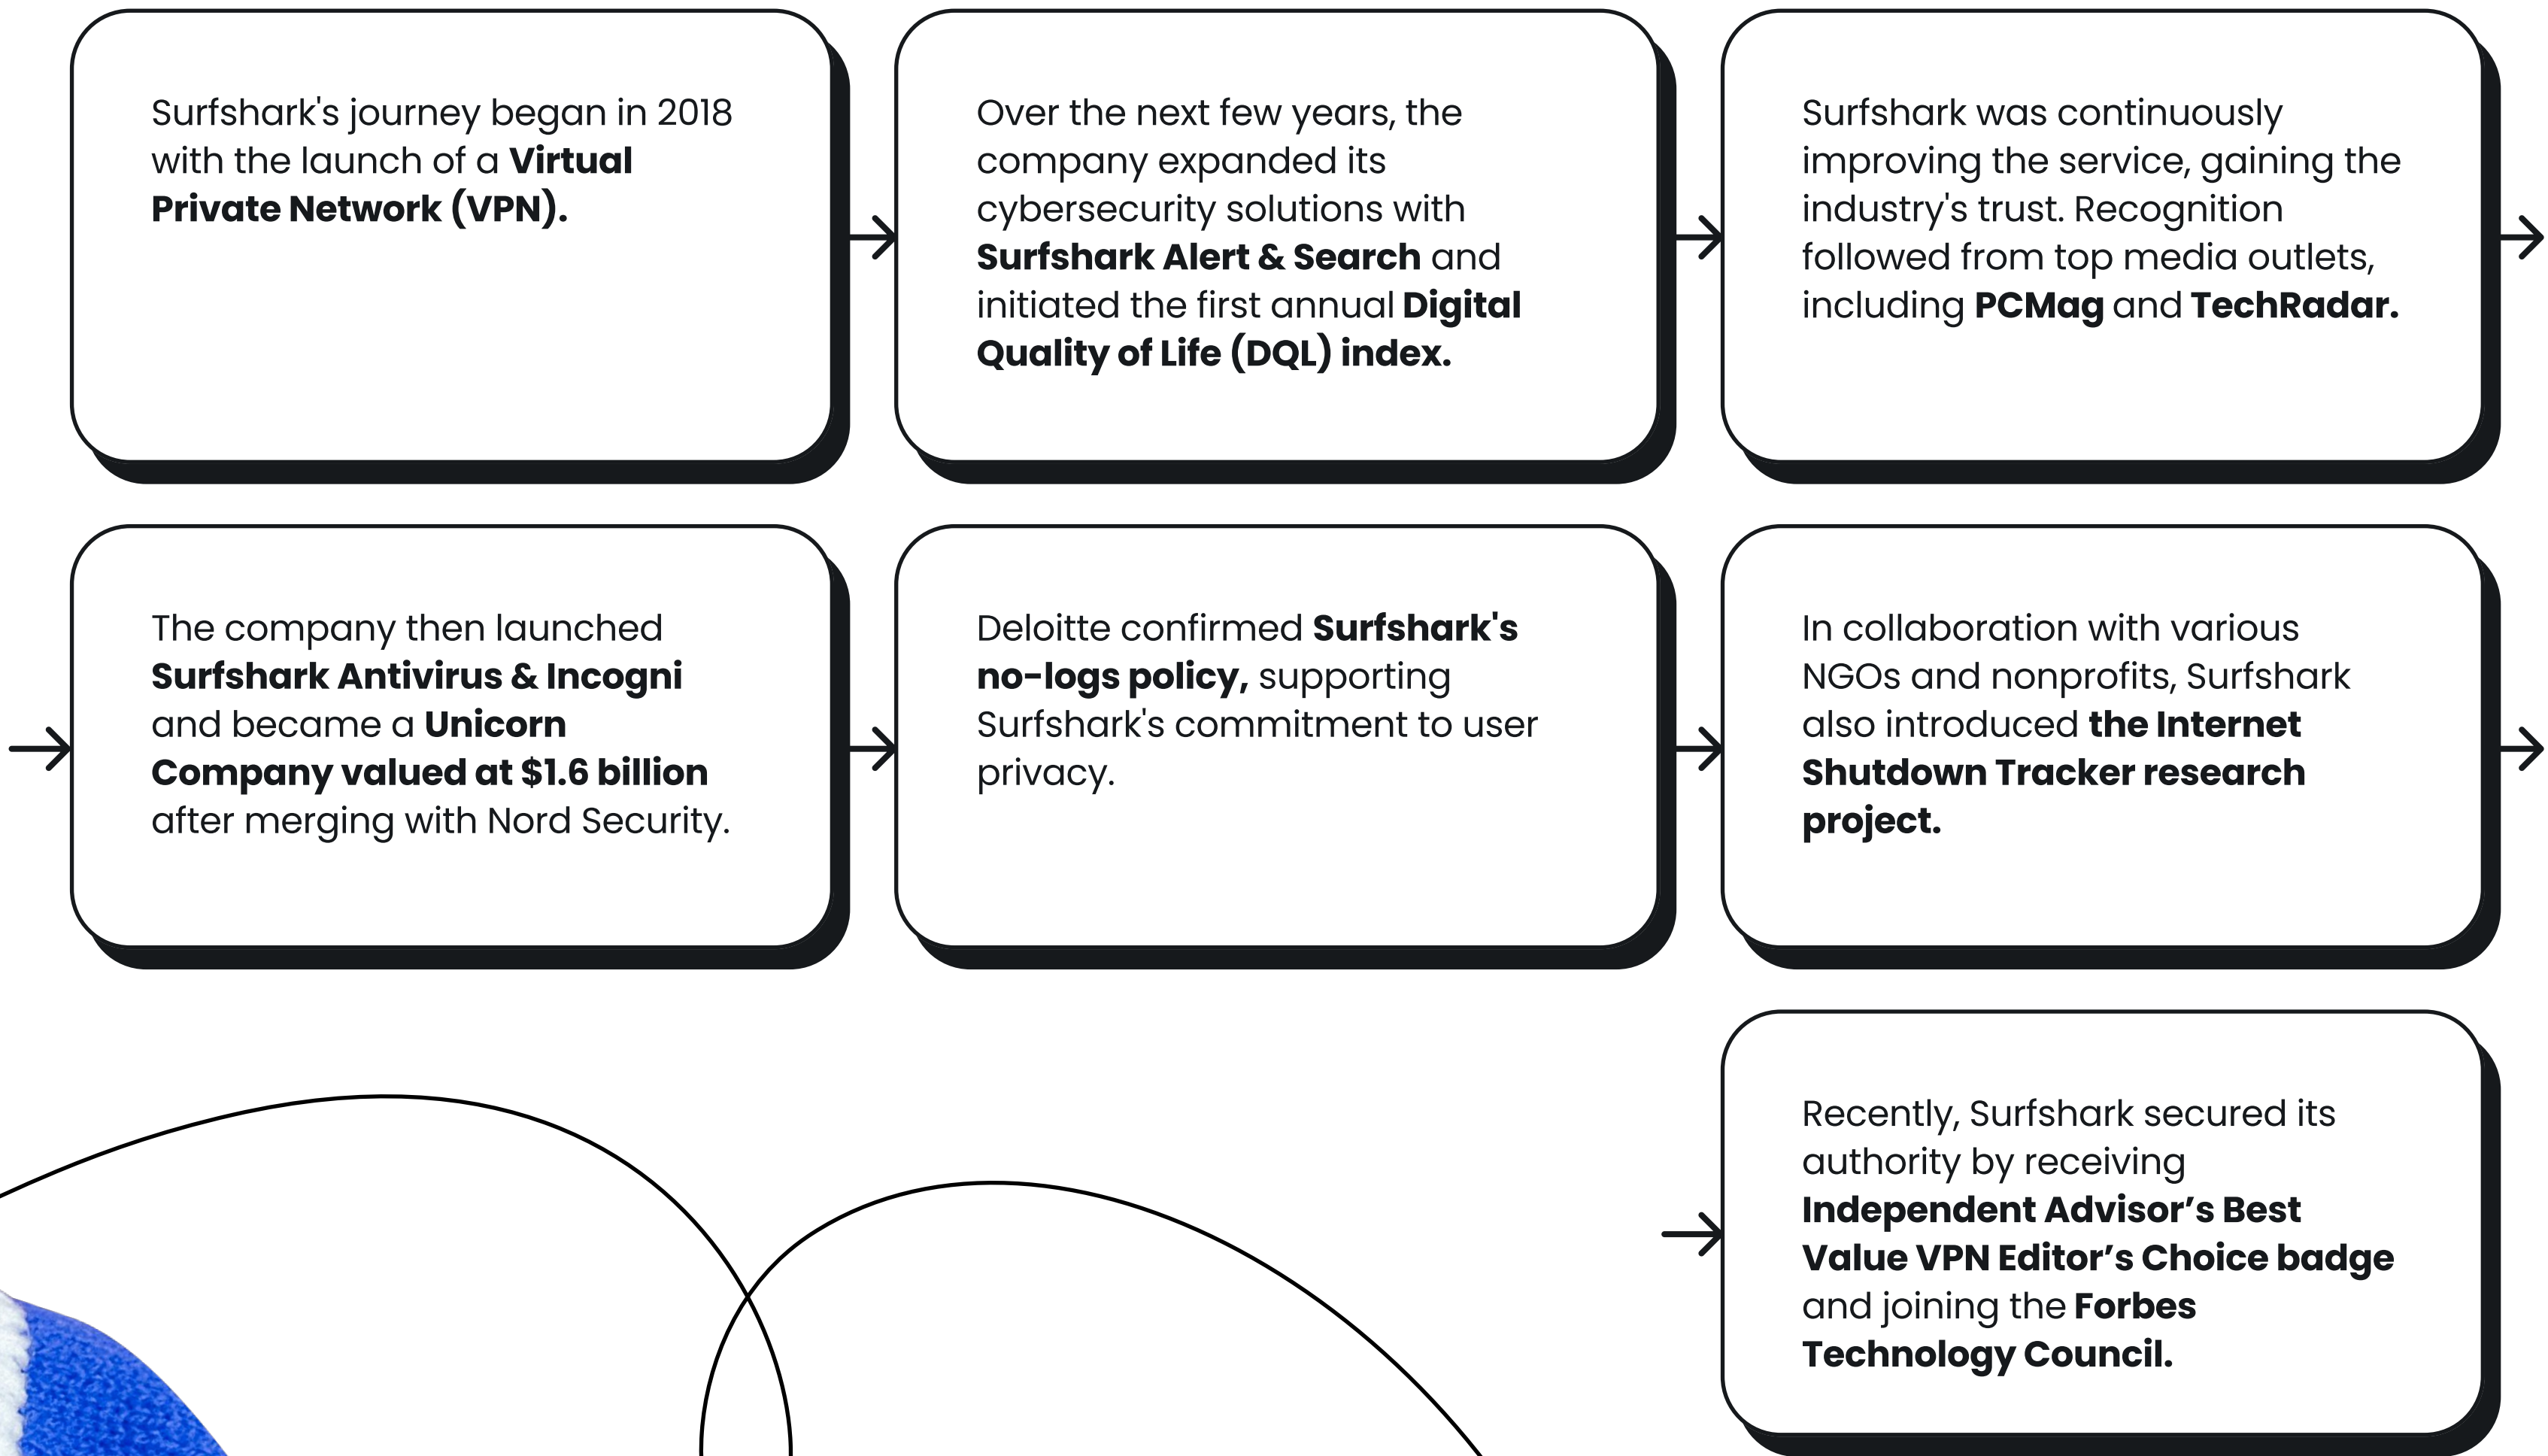 Surfshark's journey began in 2018
with the launch of a Virtual
Private Network (VPN).
Over the next few years, the
company expanded its
cybersecurity solutions with
Surfshark Alert & Search and
initiated the first annual Digital
Quality of Life (DQL) index.
Surfshark was continuously
improving the service, gaining the
industry's trust. Recognition
followed from top media outlets,
including PCMag and TechRadar.
The company then launched
Surfshark Antivirus & Incogni
and became a Unicorn
Company valued at $1.6 billion
after merging with Nord Security.
Deloitte confirmed Surfshark's
no-logs policy, supporting
Surfshark's commitment to user
privacy.
In collaboration with various
NGOs and nonprofits, Surfshark
also introduced the Internet
Shutdown Tracker research
project.
Recently, Surfshark secured its
authority by receiving
Independent Advisor’s Best
Value VPN Editor’s Choice badge
and joining the Forbes
Technology Council.